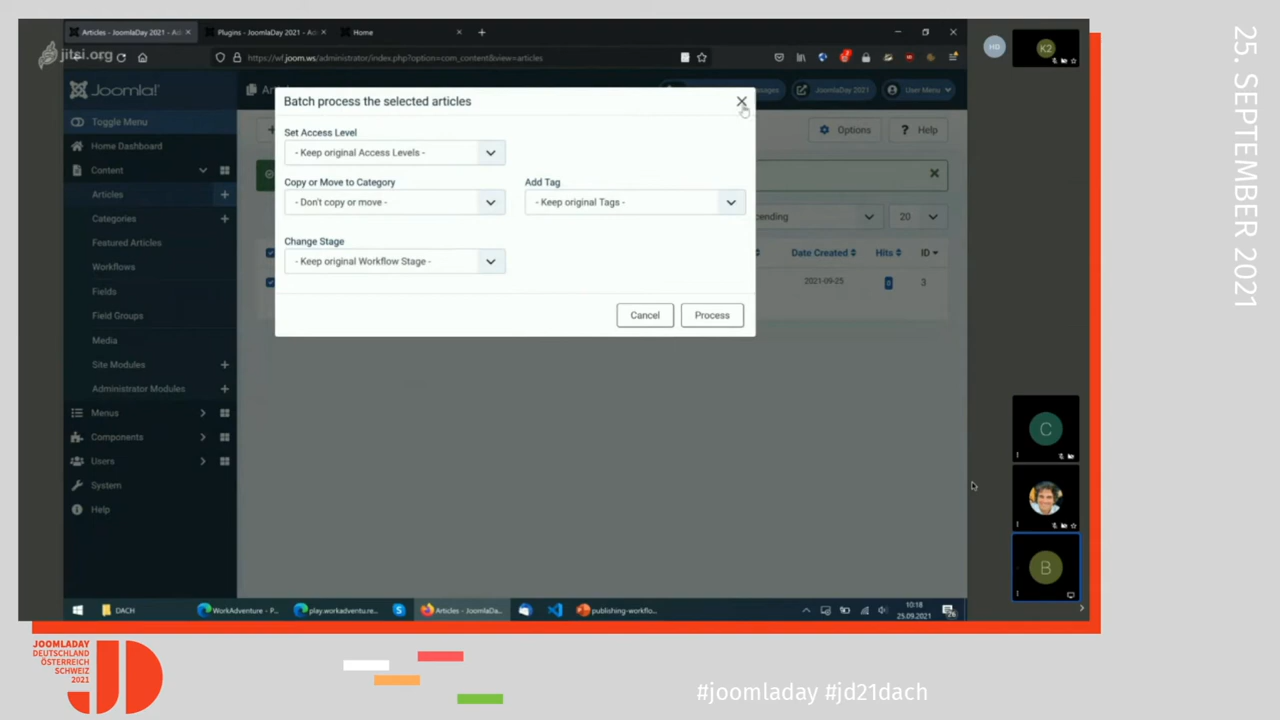 Articles - JoomlaDay 2021 - Ad
Plugins - JoomlaDay 2021 - Ad
Home
jitsi.org
https://wf.joom.ws/administrator/index.php?option=com_content&view=articles
Joomla!
JoomlaDay 2021
User Menu
Toggle Menu
Home Dashboard
Content
Articles
Categories
Featured Articles
Workflows
Fields
Field Groups
Media
Site Modules
Administrator Modules
Menus
Components
Users
System
Help
Batch process the selected articles
Set Access Level
- Keep original Access Levels -
Copy or Move to Category
- Don't copy or move -
Add Tag
- Keep original Tags -
Change Stage
- Keep original Workflow Stage -
Cancel
Process
Options
Help
20
Date Created
Hits
ID
2021-09-25
0
3
HD
K2
C
B
DACH
WorkAdventure - P...
play.workadventu.re...
Articles - JoomlaDa...
publishing-workflo...
10:18
25.09.2021
25. SEPTEMBER 2021
JOOMLADAY
DEUTSCHLAND
ÖSTERREICH
SCHWEIZ
2021
JD
#joomladay #jd21dach